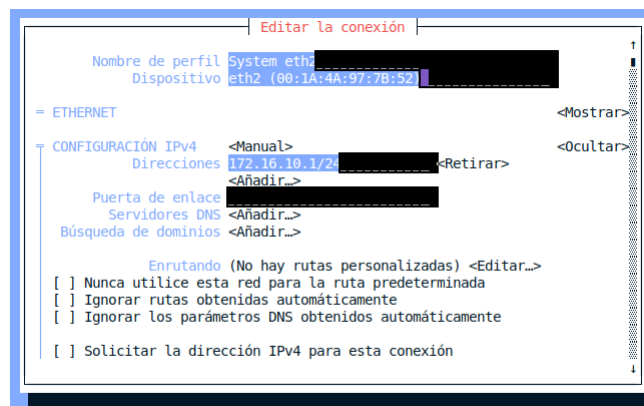 Editar la conexión
Nombre de perfil System eth2
Dispositivo eth2 (00:1A:4A:97:7B:52)
= ETHERNET <Mostrar>
= CONFIGURACIÓN IPv4 <Manual> <Ocultar>
Direcciones 172.16.10.1/24 <Retirar>
<Añadir…>
Puerta de enlace
Servidores DNS <Añadir…>
Búsqueda de dominios <Añadir…>
Enrutando (No hay rutas personalizadas) <Editar…>
[ ] Nunca utilice esta red para la ruta predeterminada
[ ] Ignorar rutas obtenidas automáticamente
[ ] Ignorar los parámetros DNS obtenidos automáticamente
[ ] Solicitar la dirección IPv4 para esta conexión